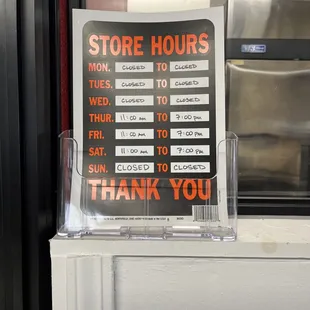 STORE HOURS
MON. CLOSED TO CLOSED
TUES. CLOSED TO CLOSED
WED. CLOSED TO CLOSED
THUR. 11:00 AM TO 7:00 PM
FRI. 11:00 AM TO 7:00 PM
SAT. 11:00 AM TO 7:00 PM
SUN. CLOSED TO CLOSED
THANK YOU